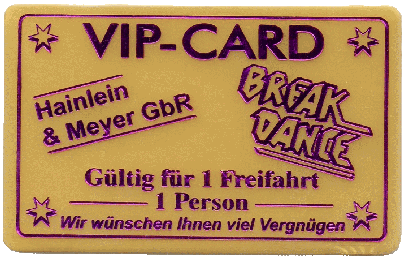 VIP-CARD
Hainlein
& Meyer GbR
BREAK
DANCE
Gültig für 1 Freifahrt
1 Person
Wir wünschen Ihnen viel Vergnügen